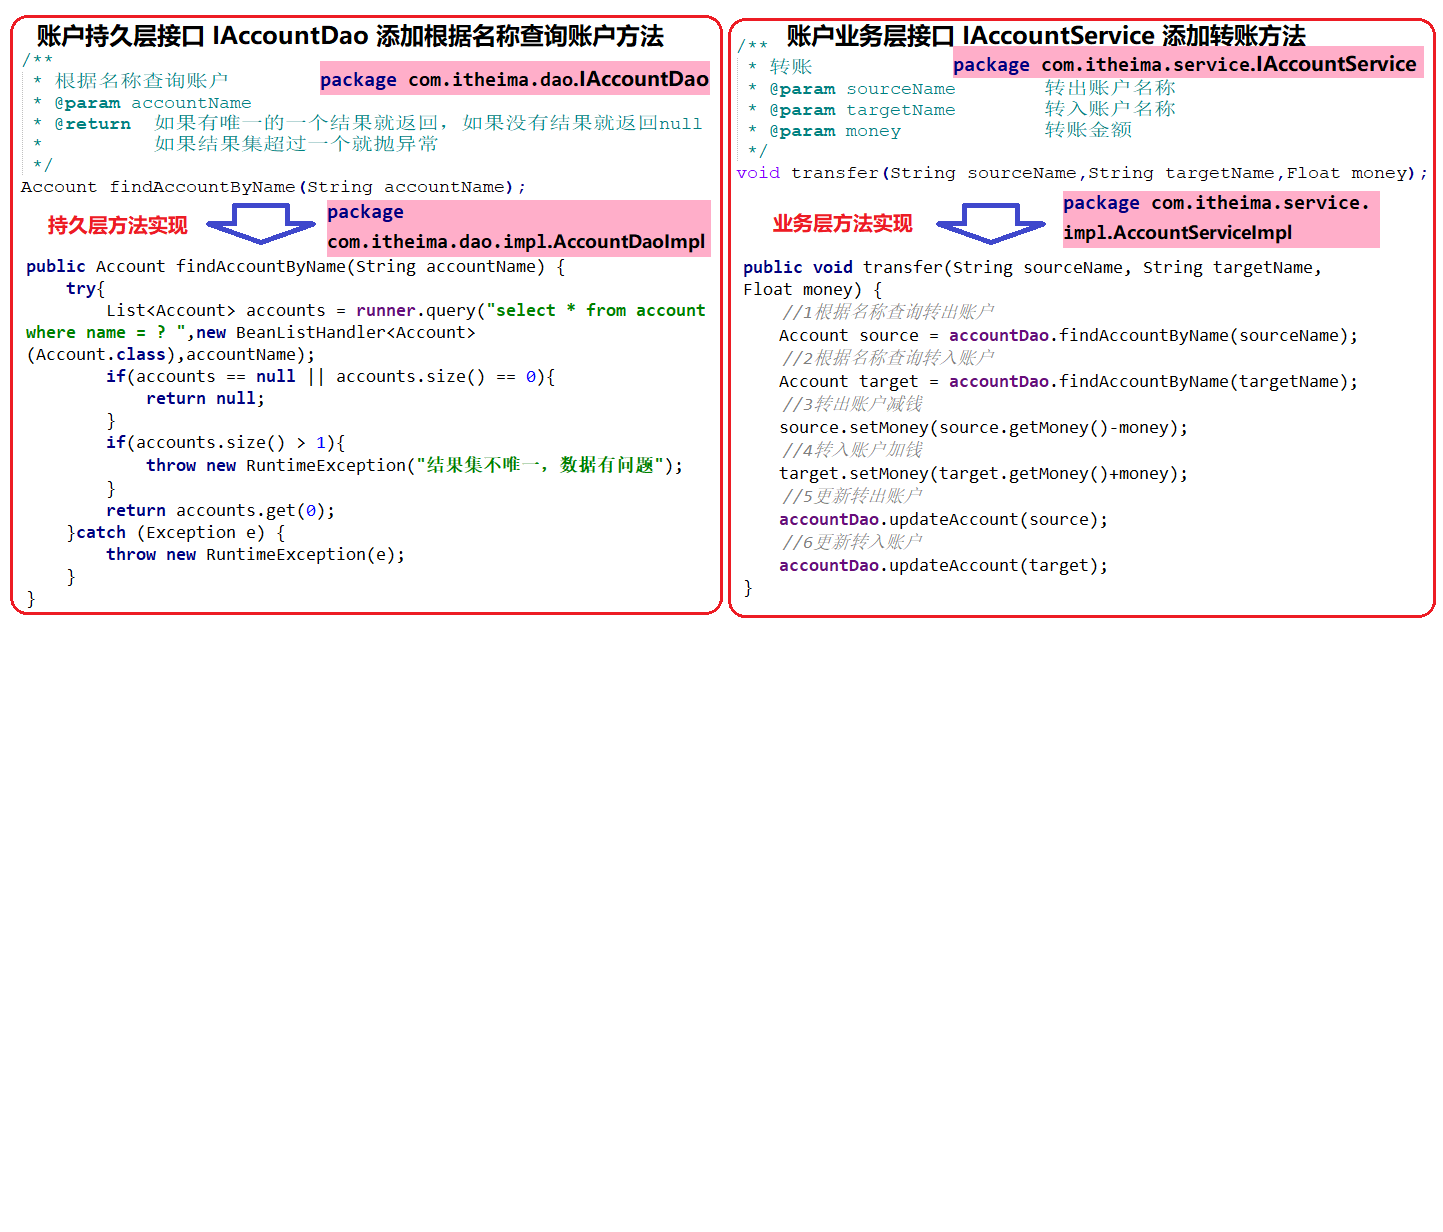 账户持久层接口 IAccountDao 添加根据名称查询账户方法
/**
* 根据名称查询账户
package com.itheima.dao.IAccountDao
* @param accountName
* @return 如果有唯一的一个结果就返回，如果没有结果就返回null
* 如果结果集超过一个就抛异常
*/
Account findAccountByName(String accountName);
持久层方法实现
package
com.itheima.dao.impl.AccountDaoImpl
public Account findAccountByName(String accountName) {
try{
List<Account> accounts = runner.query("select * from account
where name = ? ",new BeanListHandler<Account>
(Account.class),accountName);
if(accounts == null || accounts.size() == 0){
return null;
}
if(accounts.size() > 1){
throw new RuntimeException("结果集不唯一，数据有问题");
}
return accounts.get(0);
}catch (Exception e) {
throw new RuntimeException(e);
}
}
账户业务层接口 IAccountService 添加转账方法
/**
* 转账
package com.itheima.service.IAccountService
* @param sourceName 转出账户名称
* @param targetName 转入账户名称
* @param money 转账金额
*/
void transfer(String sourceName,String targetName,Float money);
业务层方法实现
package com.itheima.service.
impl.AccountServiceImpl
public void transfer(String sourceName, String targetName,
Float money) {
//1根据名称查询转出账户
Account source = accountDao.findAccountByName(sourceName);
//2根据名称查询转入账户
Account target = accountDao.findAccountByName(targetName);
//3转出账户减钱
source.setMoney(source.getMoney()-money);
//4转入账户加钱
target.setMoney(target.getMoney()+money);
//5更新转出账户
accountDao.updateAccount(source);
//6更新转入账户
accountDao.updateAccount(target);
}